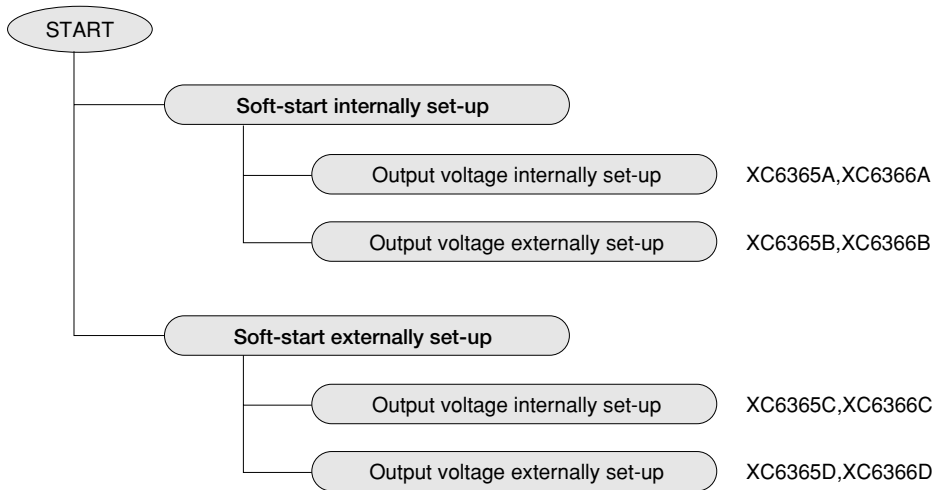 START
Soft-start internally set-up
Output voltage internally set-up XC6365A,XC6366A
Output voltage externally set-up XC6365B,XC6366B
Soft-start externally set-up
Output voltage internally set-up XC6365C,XC6366C
Output voltage externally set-up XC6365D,XC6366D